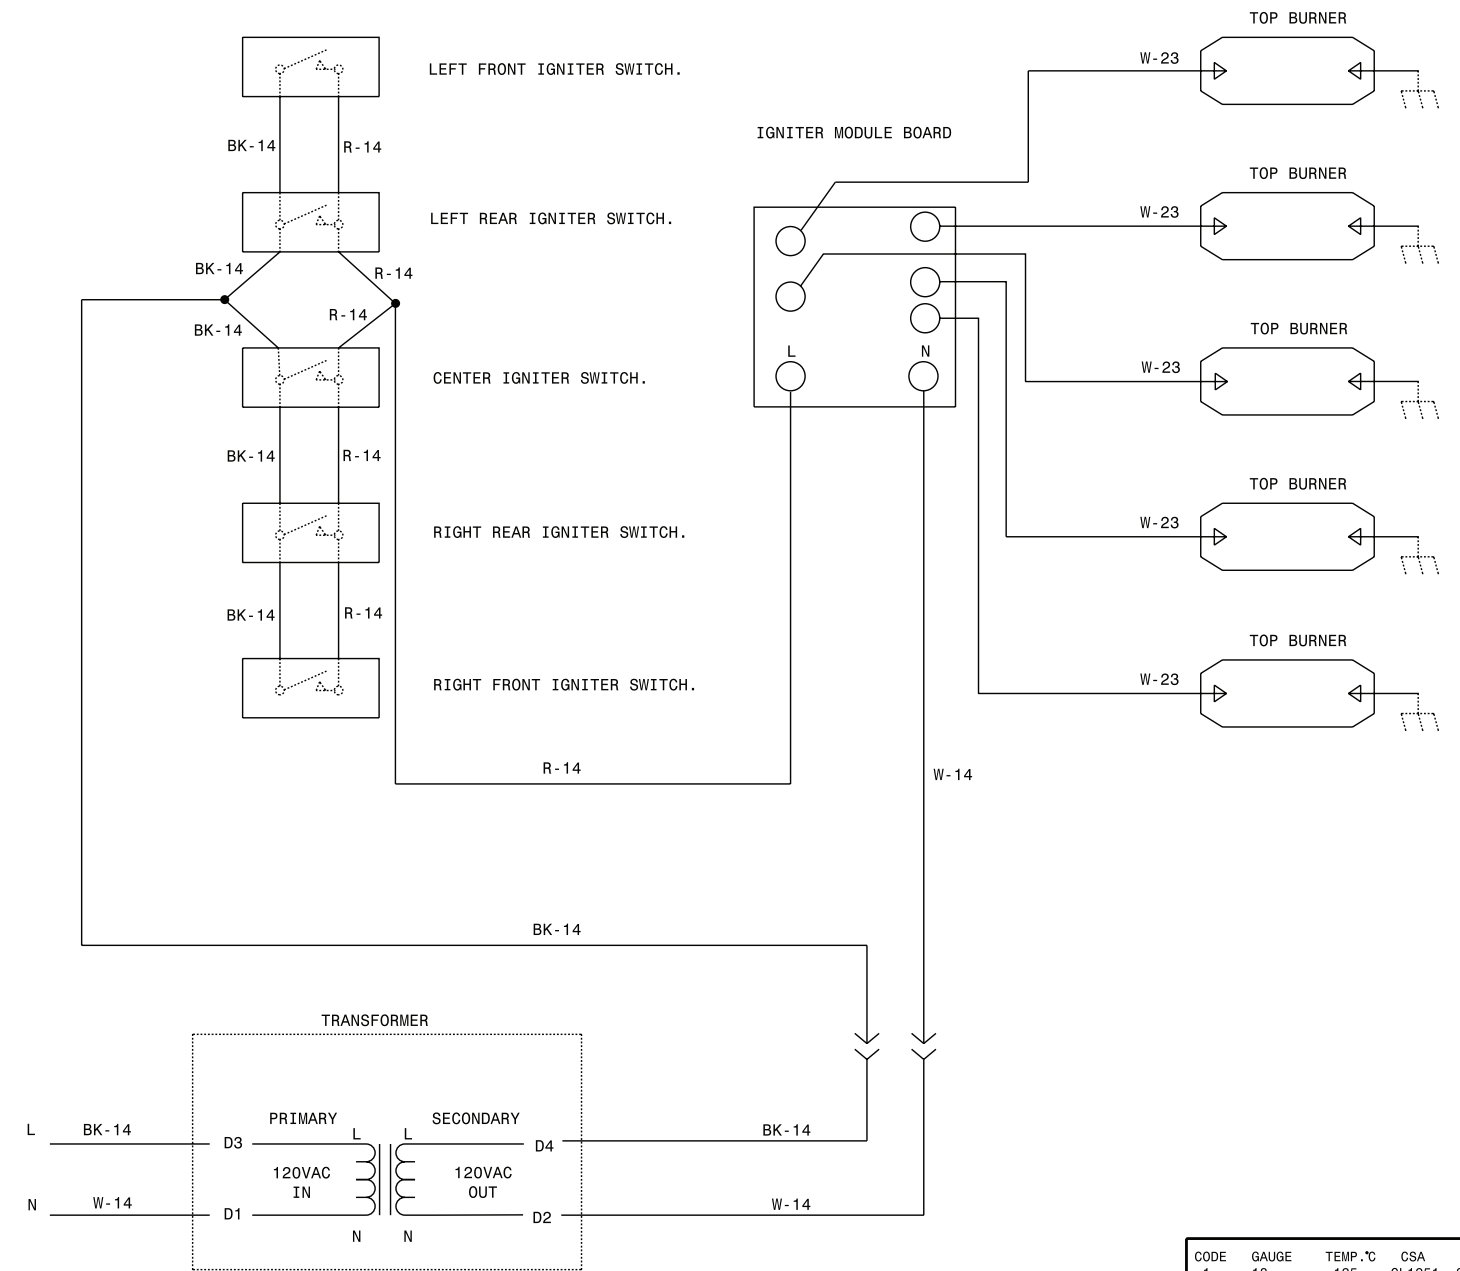 TOP BURNER
W-23
LEFT FRONT IGNITER SWITCH.
IGNITER MODULE BOARD
BK-14
R-14
TOP BURNER
W-23
LEFT REAR IGNITER SWITCH.
BK-14
R-14
R-14
BK-14
TOP BURNER
L
N
W-23
CENTER IGNITER SWITCH.
BK-14
R-14
TOP BURNER
W-23
RIGHT REAR IGNITER SWITCH.
BK-14
R-14
TOP BURNER
W-23
RIGHT FRONT IGNITER SWITCH.
R-14
W-14
BK-14
TRANSFORMER
PRIMARY
SECONDARY
L
BK-14
D3
L
L
D4
BK-14
120VAC
IN
120VAC
OUT
N
W-14
D1
D2
W-14
N
N
CODE GAUGE TEMP.°C CSA